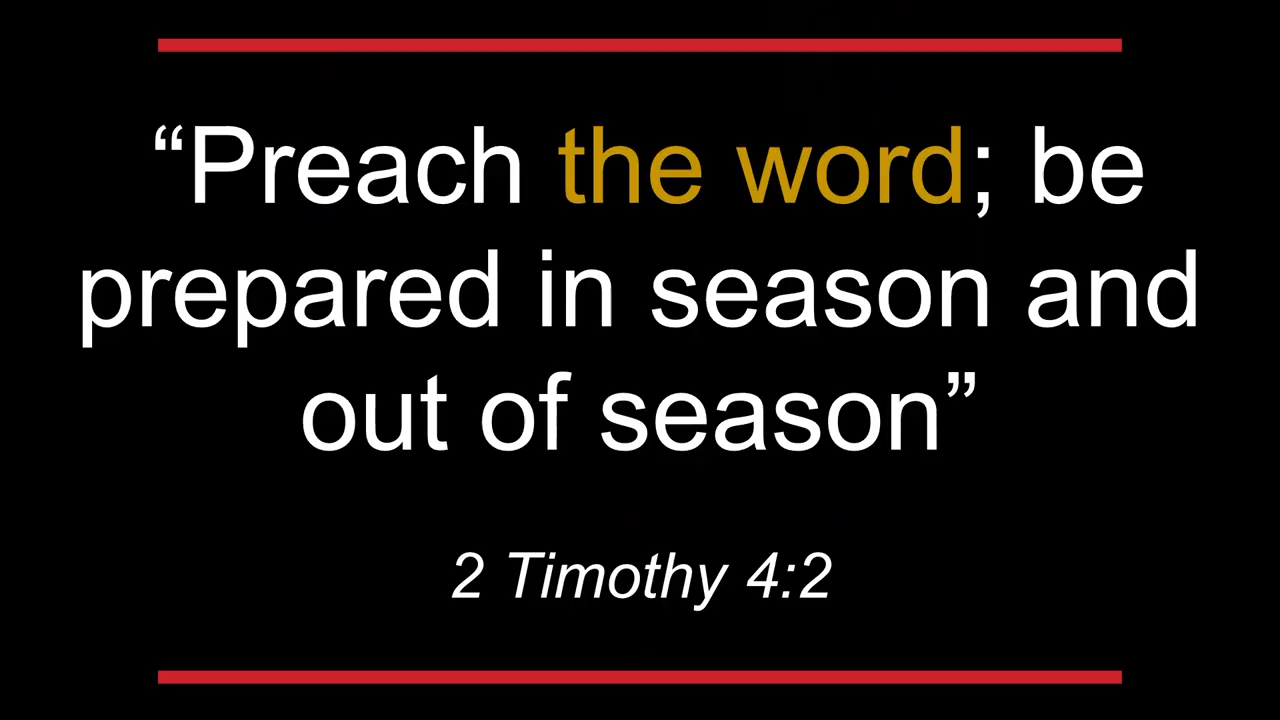 “Preach the word; be
prepared in season and
out of season”
2 Timothy 4:2